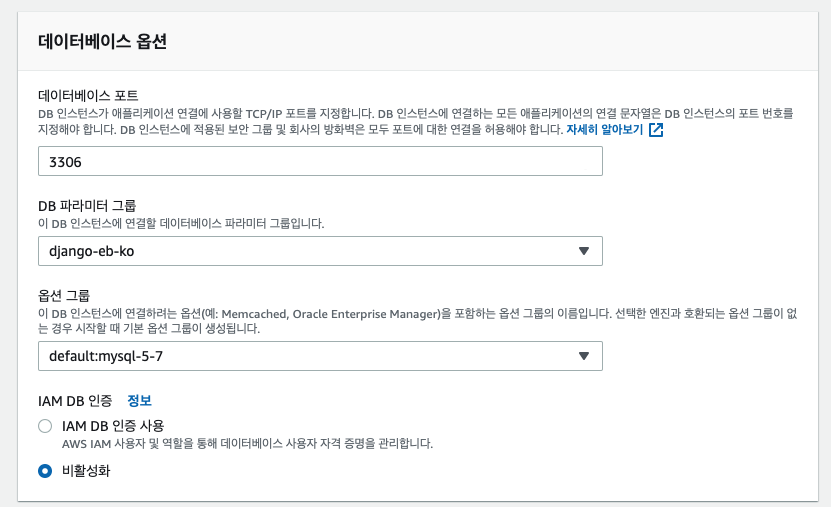 데이터베이스 옵션
데이터베이스 포트
DB 인스턴스가 애플리케이션 연결에 사용할 TCP/IP 포트를 지정합니다. DB 인스턴스에 연결하는 모든 애플리케이션의 연결 문자열은 DB 인스턴스의 포트 번호를
지정해야 합니다. DB 인스턴스에 적용된 보안 그룹 및 회사의 방화벽은 모두 포트에 대한 연결을 허용해야 합니다. 자세히 알아보기
3306
DB 파라미터 그룹
이 DB 인스턴스에 연결할 데이터베이스 파라미터 그룹입니다.
django-eb-ko
옵션 그룹
이 DB 인스턴스에 연결하려는 옵션(예: Memcached, Oracle Enterprise Manager)을 포함하는 옵션 그룹의 이름입니다. 선택한 엔진과 호환되는 옵션 그룹이 없
는 경우 시작할 때 기본 옵션 그룹이 생성됩니다.
default:mysql-5-7
IAM DB 인증 정보
IAM DB 인증 사용
AWS IAM 사용자 및 역할을 통해 데이터베이스 사용자 자격 증명을 관리합니다.
비활성화